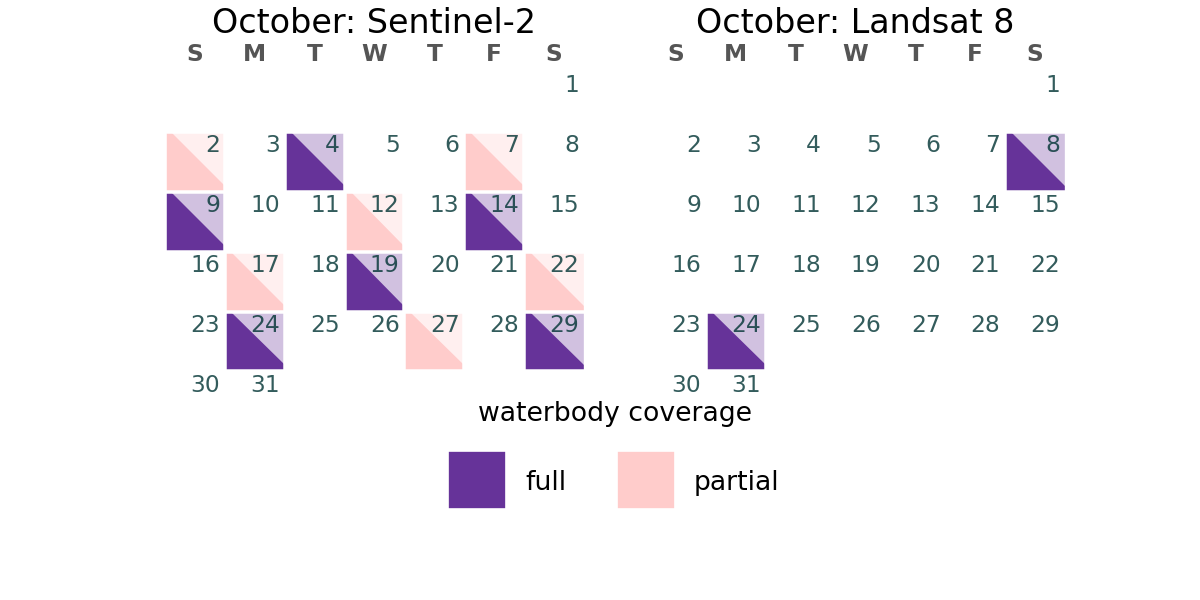 October: Sentinel-2
S M T W T F S
1
2 3 4 5 6 7 8
9 10 11 12 13 14 15
16 17 18 19 20 21 22
23 24 25 26 27 28 29
30 31
October: Landsat 8
S M T W T F S
1
2 3 4 5 6 7 8
9 10 11 12 13 14 15
16 17 18 19 20 21 22
23 24 25 26 27 28 29
30 31
waterbody coverage
full partial